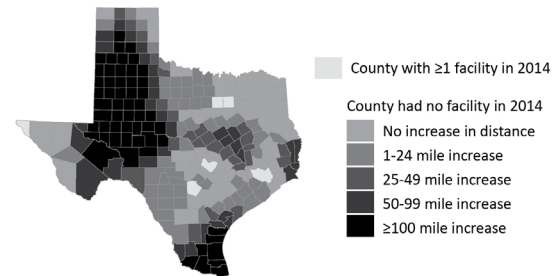 County with ≥1 facility in 2014
County had no facility in 2014
No increase in distance
1-24 mile increase
25-49 mile increase
50-99 mile increase
≥100 mile increase